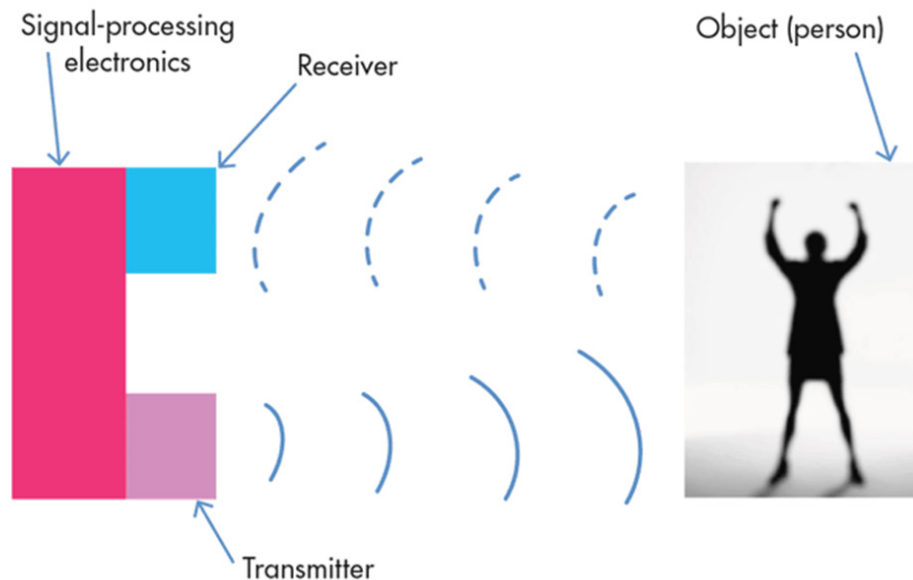 Signal-processing
electronics
Receiver
Object (person)
Transmitter